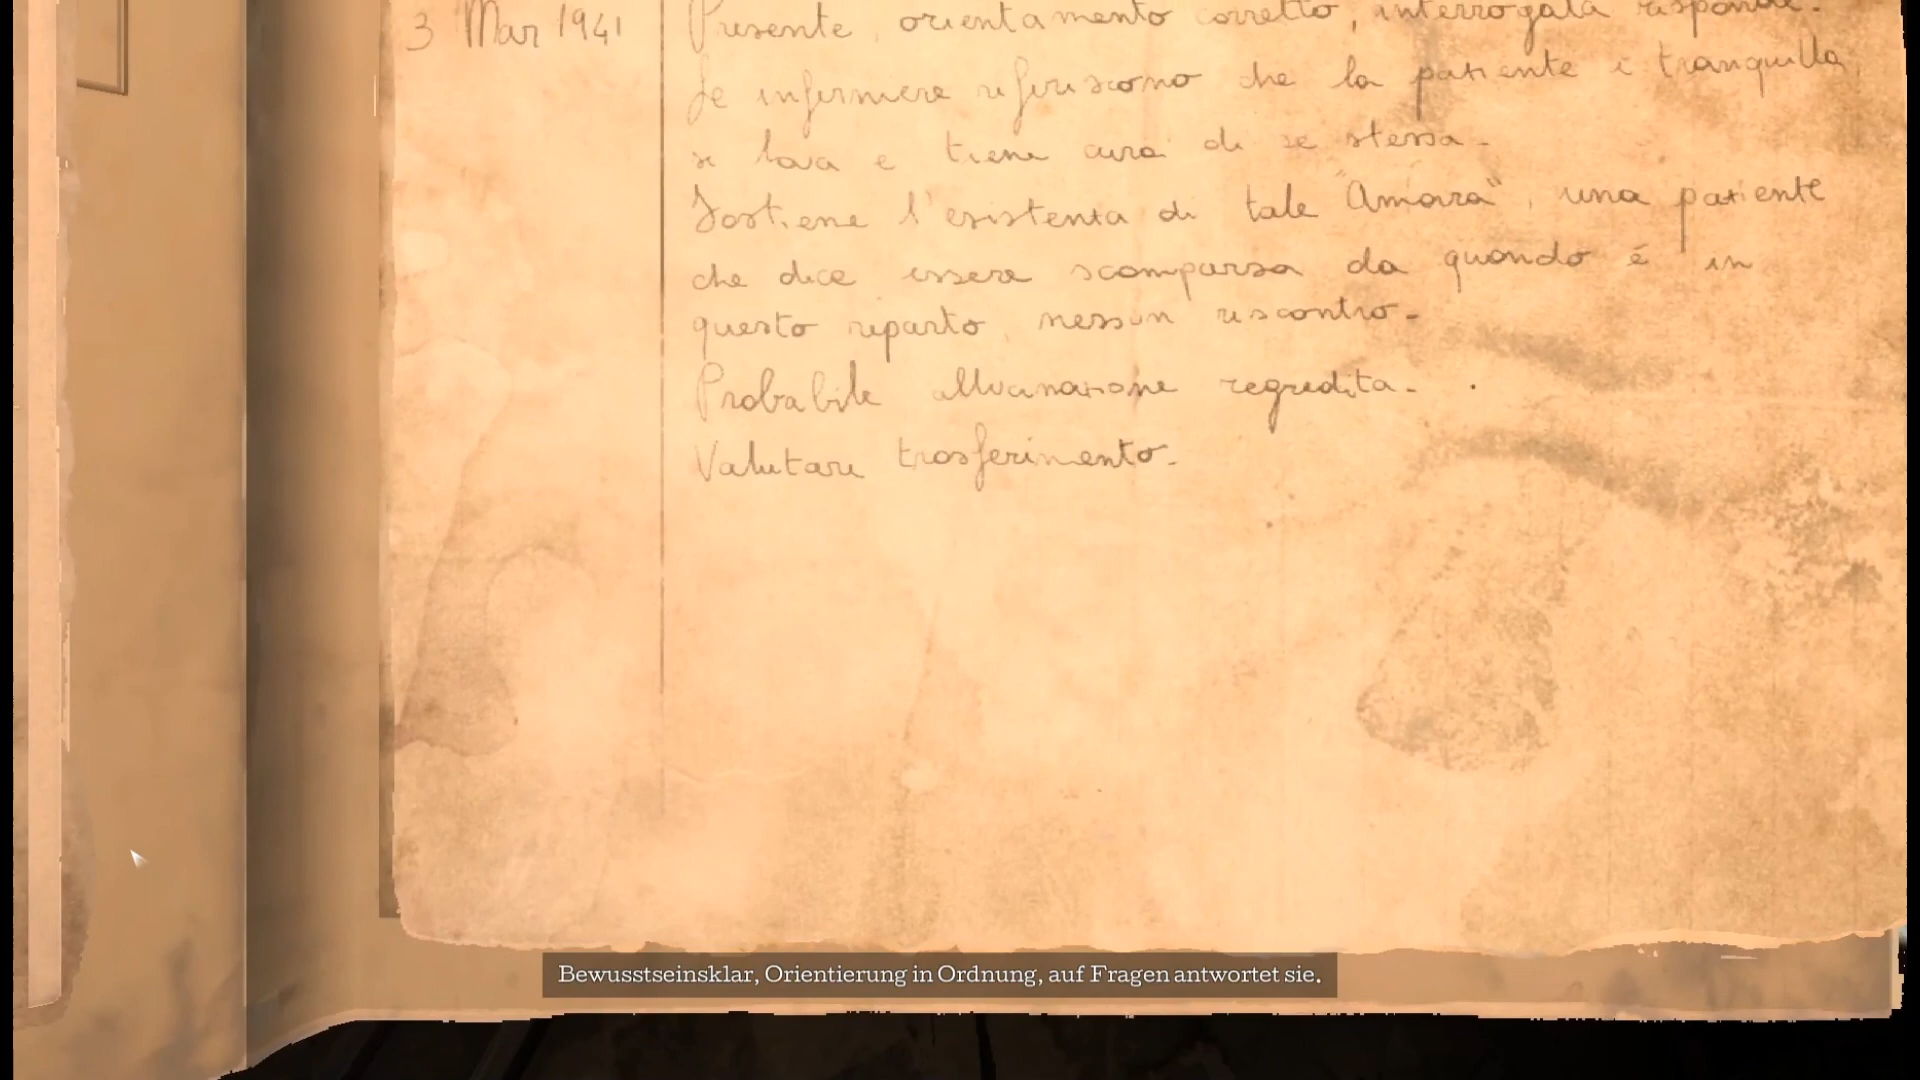 3 Mar 1941
Presente, orientamento corretto, interrogata risponde.
Le infermiere riferiscono che la paziente è tranquilla,
si lava e tiene cura di se stessa.
Sostiene l'esistenza di tale "Amara", una paziente
che dice essere scomparsa da quando é in
questo reparto, nessun riscontro.
Probabile allucinazione regredita.
Valutare trasferimento.
Bewusstseinsklar, Orientierung in Ordnung, auf Fragen antwortet sie.